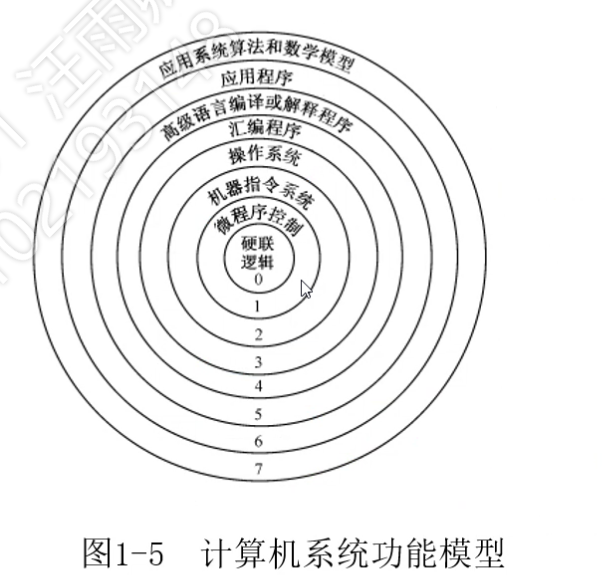 应用系统算法和数学模型
应用程序
高级语言编译或解释程序
汇编程序
操作系统
机器指令系统
微程序控制
硬联
逻辑
0
1
2
3
4
5
6
7
图1-5 计算机系统功能模型